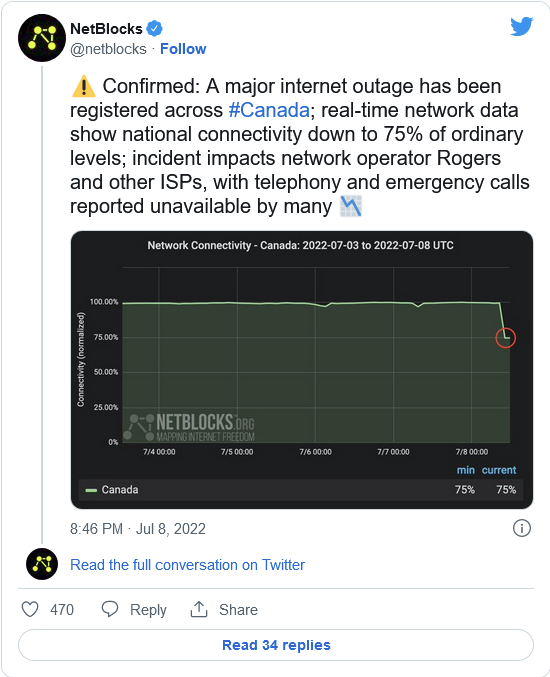 NetBlocks
@netblocks · Follow
⚠️ Confirmed: A major internet outage has been
registered across #Canada; real-time network data
show national connectivity down to 75% of ordinary
levels; incident impacts network operator Rogers
and other ISPs, with telephony and emergency calls
reported unavailable by many 📉
Network Connectivity - Canada: 2022-07-03 to 2022-07-08 UTC
Connectivity (normalized)
100.00%
75.00%
50.00%
25.00%
0%
NETBLOCKS.ORG
MAPPING INTERNET FREEDOM
7/4 00:00 7/5 00:00 7/6 00:00 7/7 00:00 7/8 00:00
min current
Canada 75% 75%
8:46 PM · Jul 8, 2022
Read the full conversation on Twitter
470 Reply Share
Read 34 replies